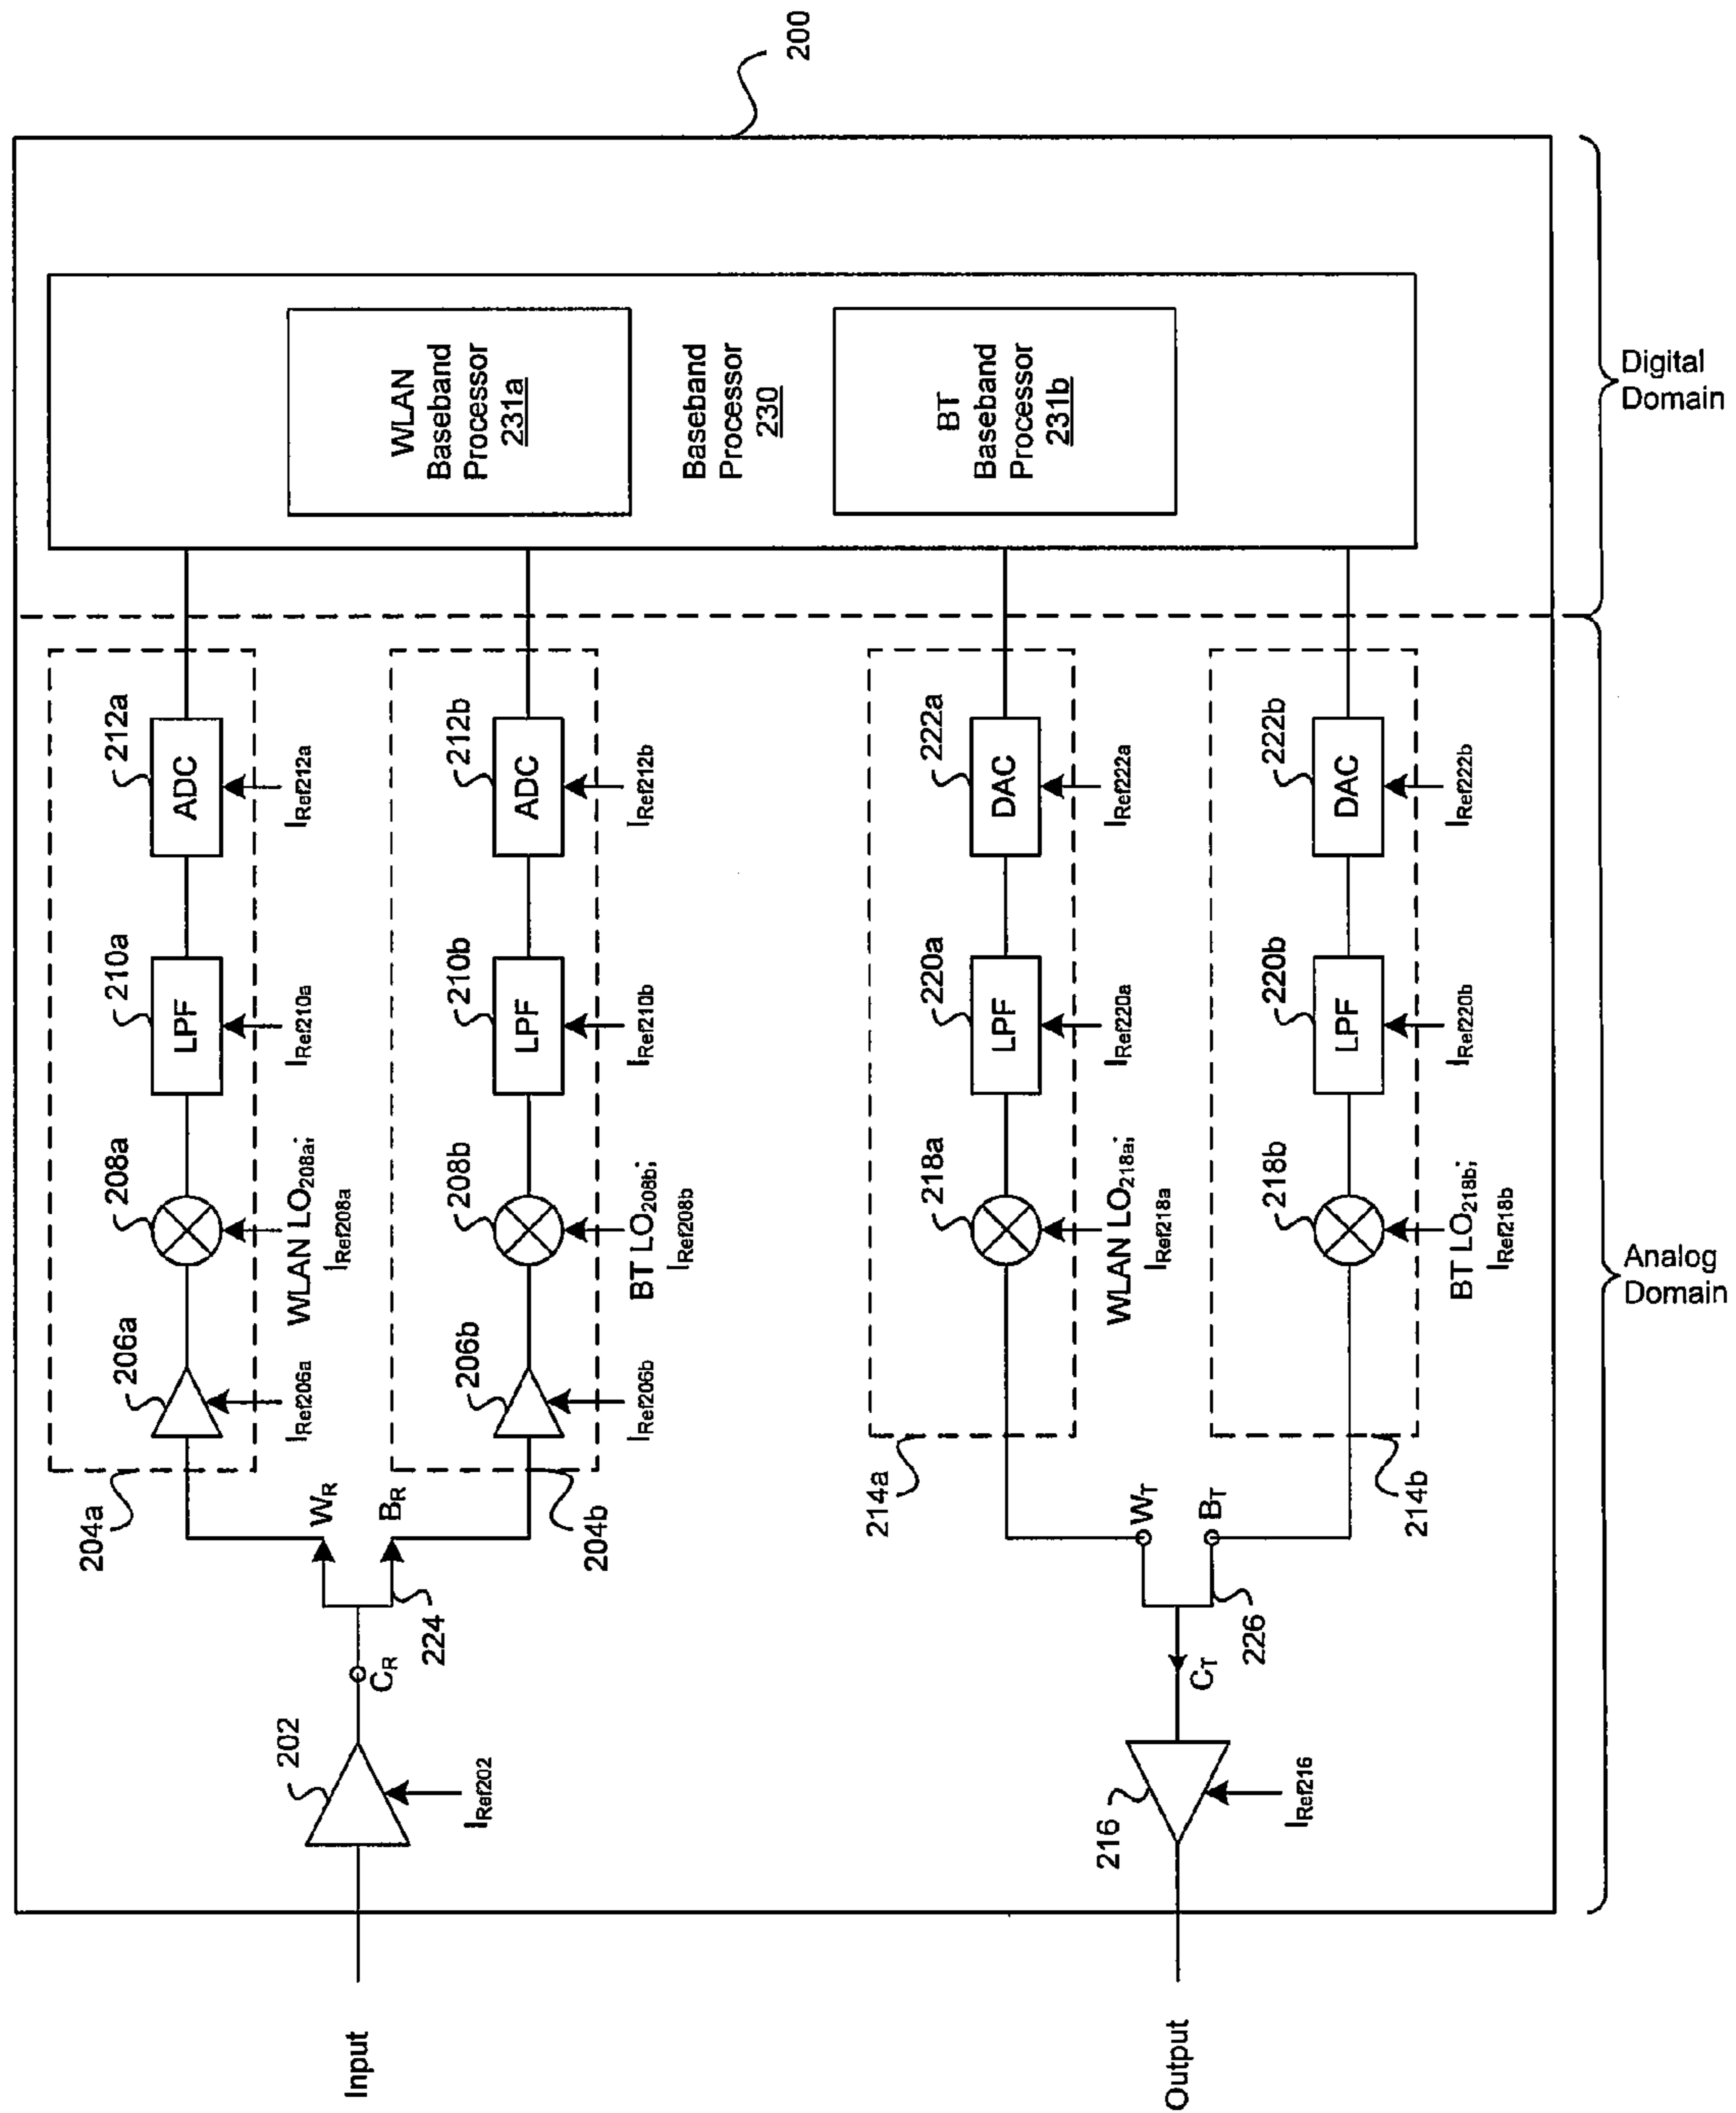 200
204a
206a
208a
210a
212a
ADC
LPF
IRef206a
WLAN LO208a;
IRef208a
IRef210a
IRef212a
WR
BR
202
CR
224
IRef202
Input
204b
206b
208b
210b
212b
ADC
LPF
IRef206b
BT LO208b;
IRef208b
IRef210b
IRef212b
WLAN
Baseband
Processor
231a
Baseband
Processor
230
BT
Baseband
Processor
231b
214a
218a
220a
222a
LPF
DAC
WLAN LO218a;
IRef218a
IRef220a
IRef222a
WT
BT
216
CT
226
IRef216
Output
214b
218b
220b
222b
LPF
DAC
BT LO218b;
IRef218b
IRef220b
IRef222b
Analog
Domain
Digital
Domain